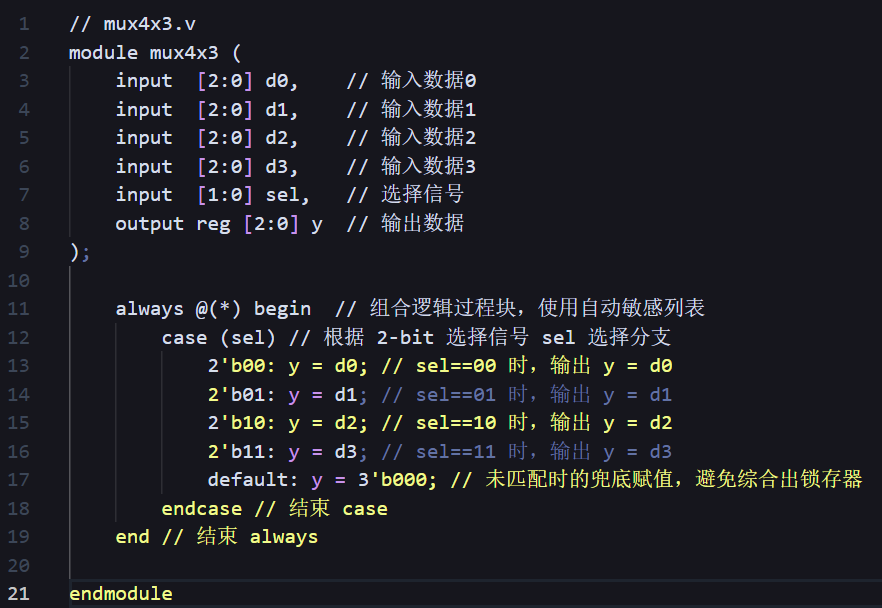 1 // mux4x3.v
2 module mux4x3 (
3     input  [2:0] d0,    // 输入数据0
4     input  [2:0] d1,    // 输入数据1
5     input  [2:0] d2,    // 输入数据2
6     input  [2:0] d3,    // 输入数据3
7     input  [1:0] sel,   // 选择信号
8     output reg [2:0] y  // 输出数据
9 );
10
11     always @(*) begin  // 组合逻辑过程块，使用自动敏感列表
12         case (sel) // 根据 2-bit 选择信号 sel 选择分支
13             2'b00: y = d0; // sel==00 时，输出 y = d0
14             2'b01: y = d1; // sel==01 时，输出 y = d1
15             2'b10: y = d2; // sel==10 时，输出 y = d2
16             2'b11: y = d3; // sel==11 时，输出 y = d3
17             default: y = 3'b000; // 未匹配时的兜底赋值，避免综合出锁存器
18         endcase // 结束 case
19     end // 结束 always
20
21 endmodule